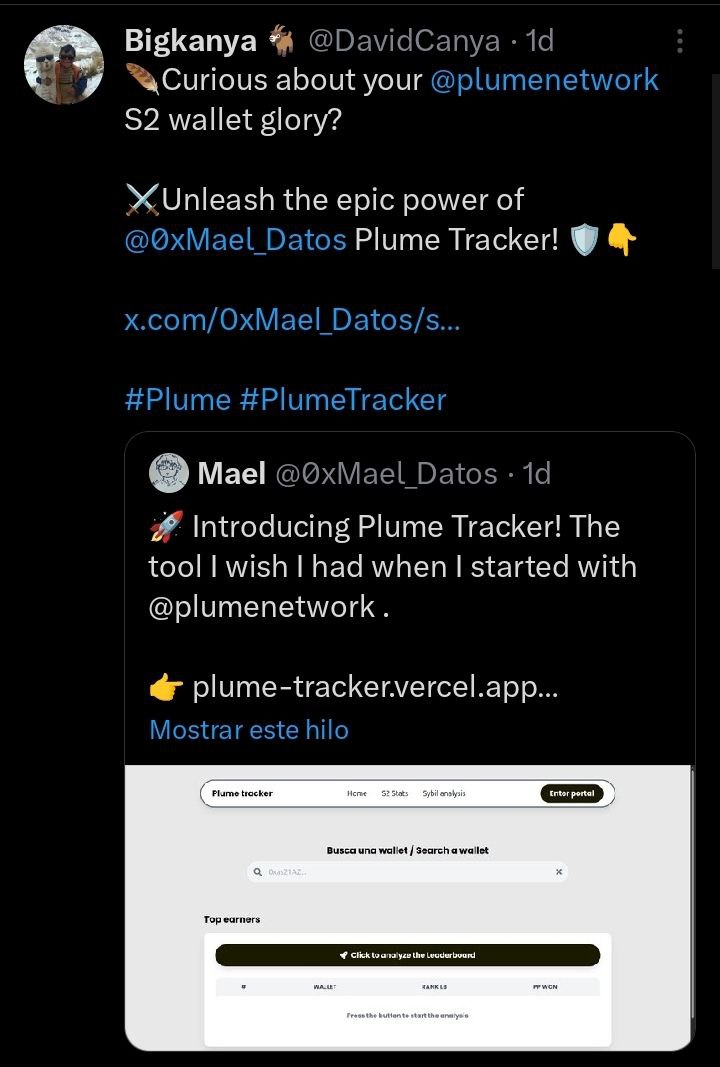 Bigkanya 🐐 @DavidCanya · 1d
🪶Curious about your @plumenetwork
S2 wallet glory?
⚔️Unleash the epic power of
@0xMael_Datos Plume Tracker! 🛡️👇
x.com/0xMael_Datos/s...
#Plume #PlumeTracker
Mael @0xMael_Datos · 1d
🚀 Introducing Plume Tracker! The
tool I wish I had when I started with
@plumenetwork .
👉 plume-tracker.vercel.app...
Mostrar este hilo
Plume tracker Home S2 Stats Sybil analysis Enter portal
Busca una wallet / Search a wallet
Top earners
🚀 Click to analyze the Leaderboard
# WALLET RANK LB PP WON
Press the button to start the analysis